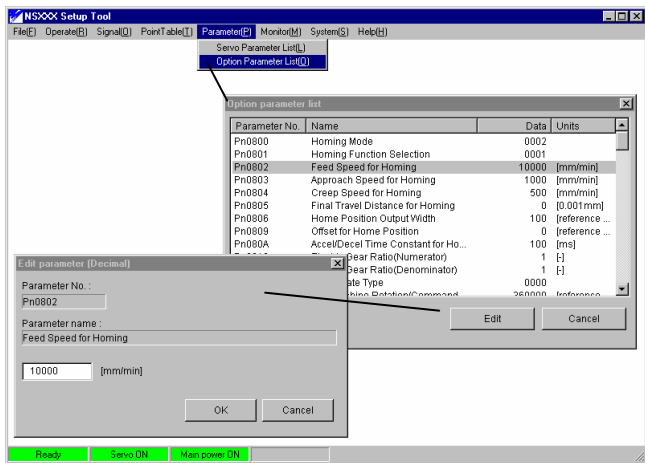 NSXXX Setup Tool
File(F) Operate(R) Signal(O) PointTable(T) Parameter(P) Monitor(M) System(S) Help(H)
Servo Parameter List(L)
Option Parameter List(O)
Option parameter list
Parameter No. Name Data Units
Pn0800 Homing Mode 0002
Pn0801 Homing Function Selection 0001
Pn0802 Feed Speed for Homing 10000 [mm/min]
Pn0803 Approach Speed for Homing 1000 [mm/min]
Pn0804 Creep Speed for Homing 500 [mm/min]
Pn0805 Final Travel Distance for Homing 0 [0.001mm]
Pn0806 Home Position Output Width 100 [reference ...
Pn0809 Offset for Home Position 0 [reference ...
Pn080A Accel/Decel Time Constant for Ho... 100 [ms]
Gear Ratio(Numerator) 1 [-]
Gear Ratio(Denominator) 1 [-]
Type 0000
360000
Edit Cancel
Edit parameter (Decimal)
Parameter No. :
Pn0802
Parameter name :
Feed Speed for Homing
10000 [mm/min]
OK Cancel
Ready Servo ON Main power ON